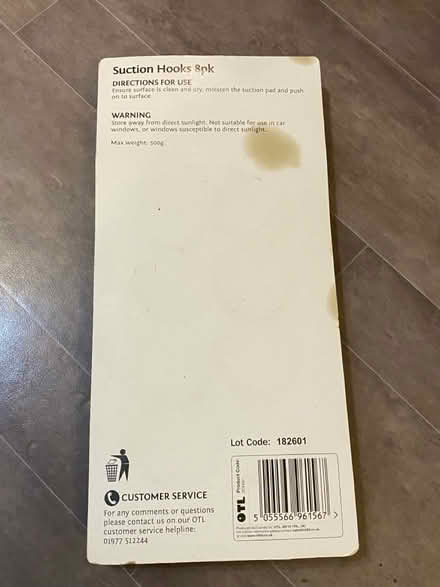 Suction Hooks 8pk
DIRECTIONS FOR USE
Ensure surface is clean and dry, moisten the suction pad and push
on to surface.
WARNING
Store away from direct sunlight. Not suitable for use in car
windows, or windows susceptible to direct sunlight.
Max weight: 500g.
Lot Code: 182601
CUSTOMER SERVICE
For any comments or questions
please contact us on our OTL
customer service helpline:
01977 512244
OTL
Product Code:
5 055566 961567 >